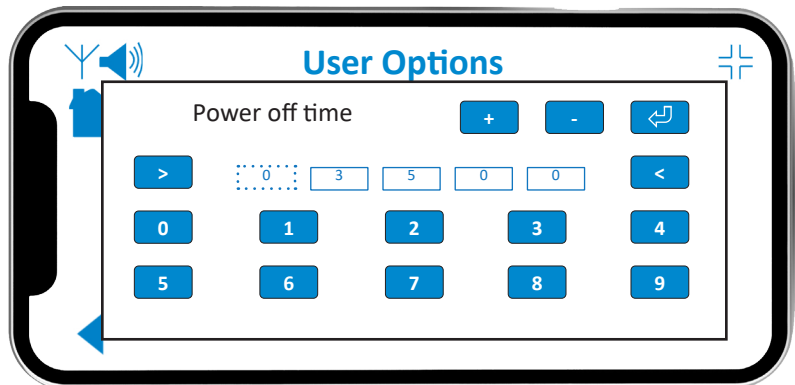 User Options
Power off time + -
> 0 3 5 0 0 <
0 1 2 3 4
5 6 7 8 9